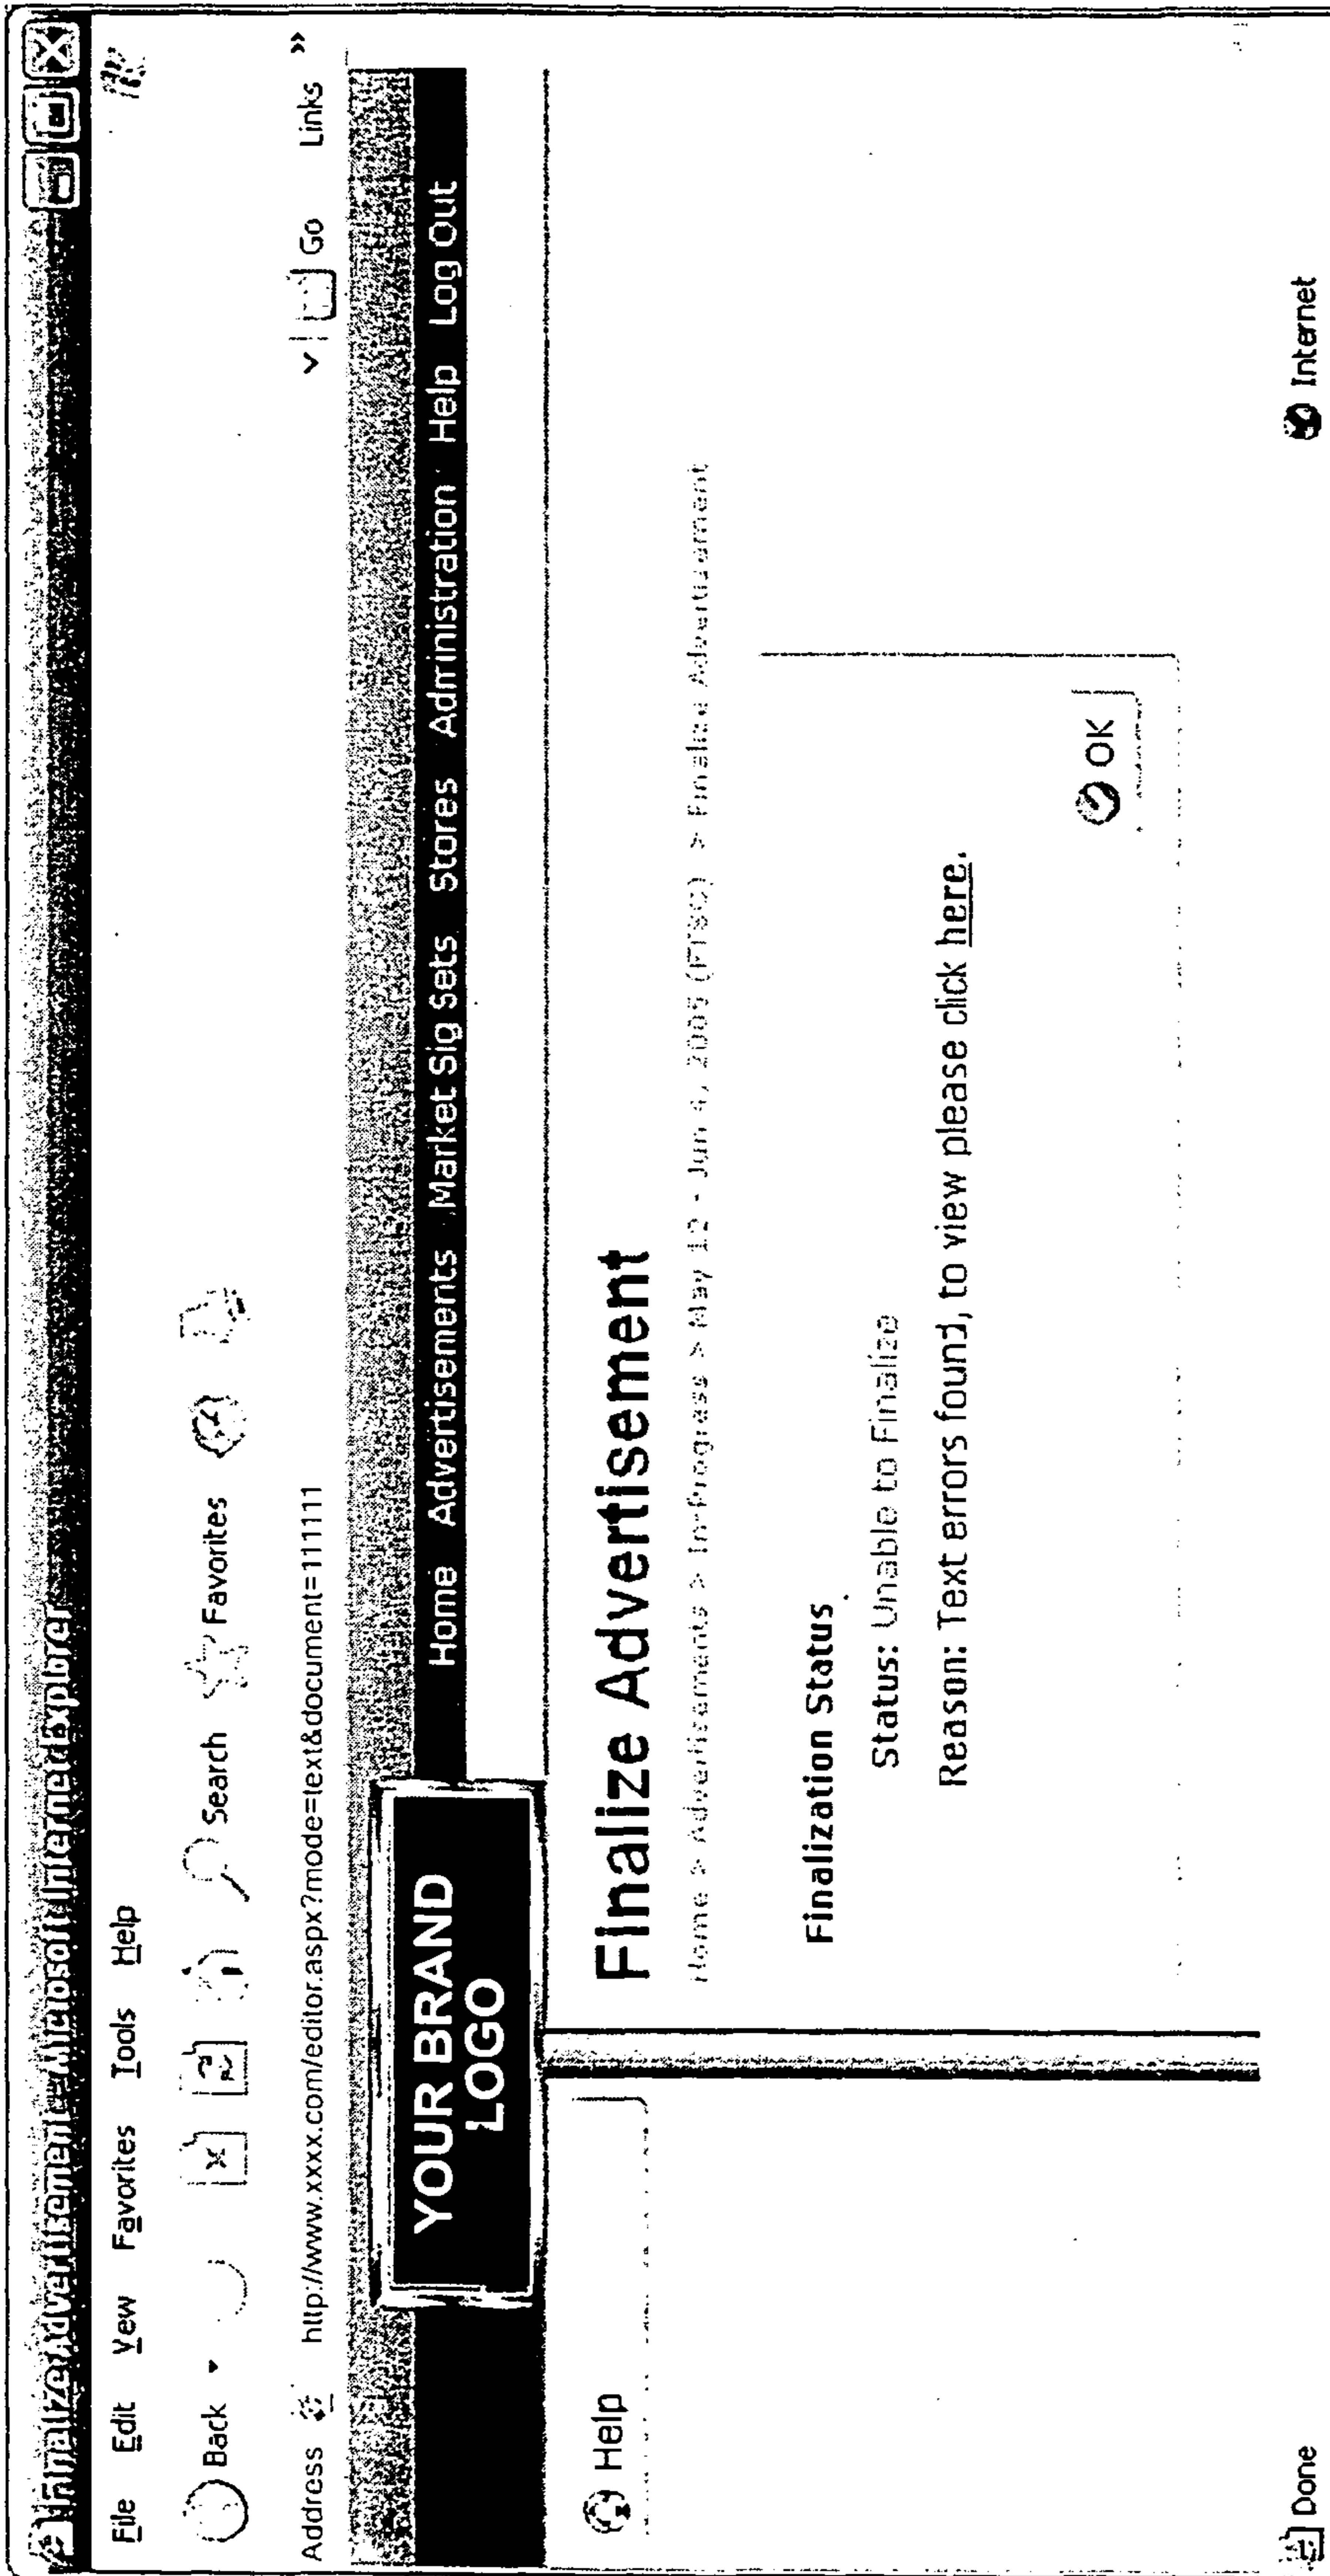 Finalize Advertisement - Microsoft Internet Explorer
File Edit View Favorites Tools Help
Back Search Favorites
Address http://www.xxxx.com/editor.aspx?mode=text&document=111111 Go Links »
YOUR BRAND
LOGO
Home Advertisements Market Sig Sets Stores Administration Help Log Out
Help
Finalize Advertisement
Home > Advertisements > In-Progress > May 12 - Jun 4, 2005 > Finalize Advertisement
Finalization Status
Status: Unable to Finalize
Reason: Text errors found, to view please click here.
OK
Done Internet